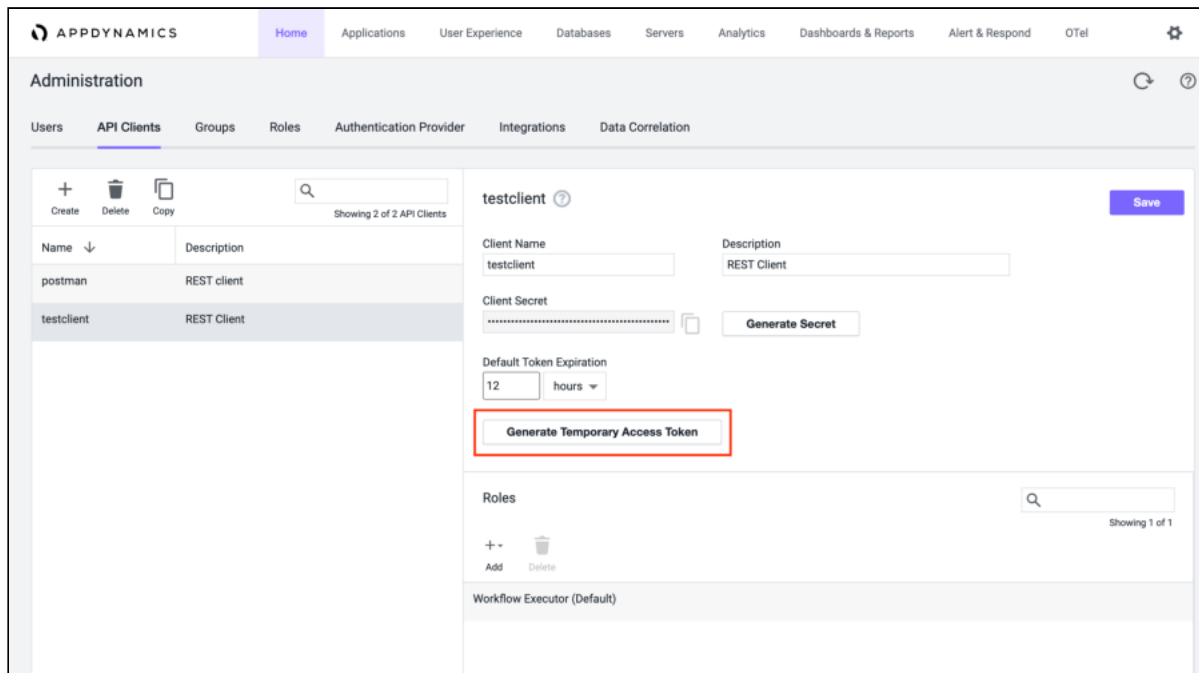 APPDYNAMICS Home Applications User Experience Databases Servers Analytics Dashboards & Reports Alert & Respond OTel
Administration
Users API Clients Groups Roles Authentication Provider Integrations Data Correlation
Create Delete Copy
Showing 2 of 2 API Clients
Name Description
postman REST client
testclient REST Client
testclient
Save
Client Name Description
testclient REST Client
Client Secret
Generate Secret
Default Token Expiration
12 hours
Generate Temporary Access Token
Roles
Showing 1 of 1
Add Delete
Workflow Executor (Default)